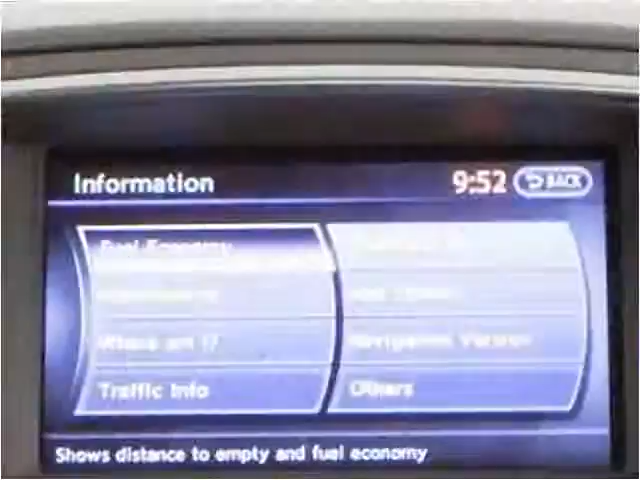 Information
9:52 BACK
Fuel Economy
Where am I?
Navigation Version
Traffic Info
Others
Shows distance to empty and fuel economy